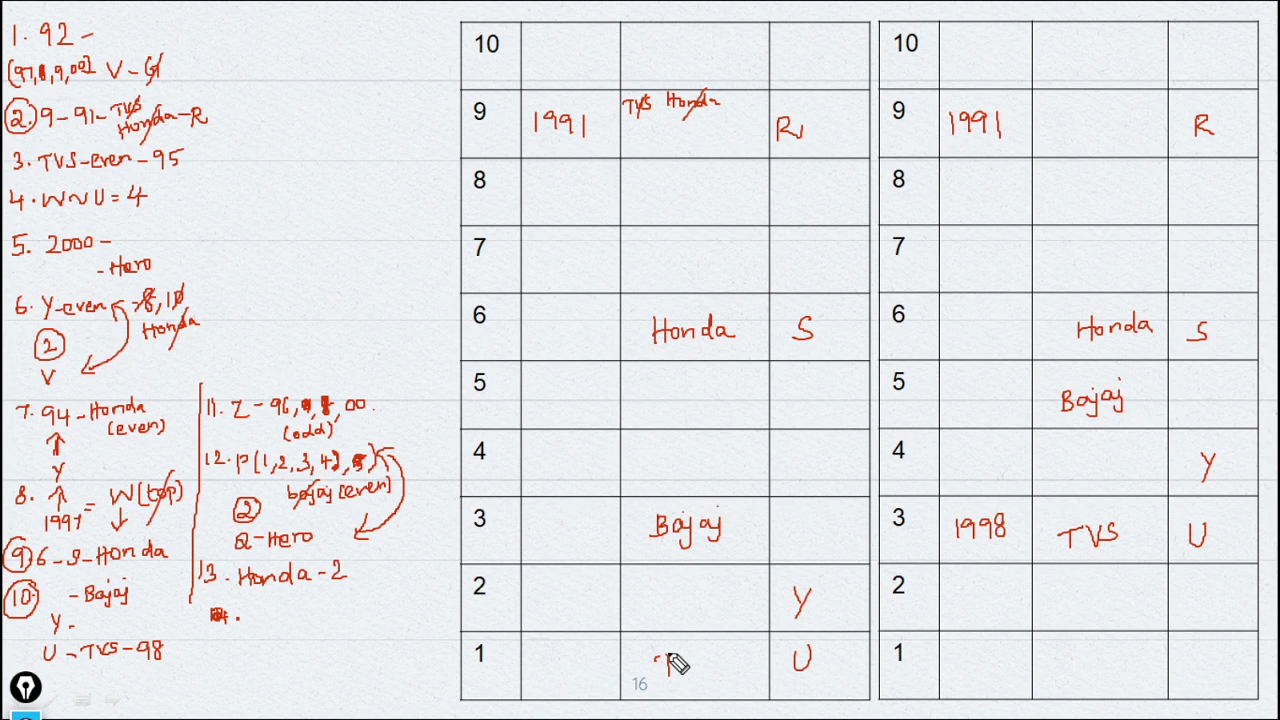 1. 92 -
[97,8,9,00] V - G
2. 9 - 91 - TVS
Honda - R
3. TVS - even - 95
4. W ~ U = 4
5. 2000 -
- Hero
6. Y - even 8, 10
Honda
2
V
7. 94 - Honda
(even)
Y
8. = W (top)
1997
9 6 - S - Honda
10. - Bajaj
Y -
U - TVS - 98
11. Z - 96, 00.
(odd)
12. P (1, 2, 3, 4
bajaj (even)
2
Q - Hero
13. Honda - 2
10
9 1991 TVS Honda R
8
7
6 Honda S
5
4
3 Bajaj
2 Y
1 T U
16
10
9 1991 R
8
7
6 Honda S
5 Bajaj
4 Y
3 1998 TVS U
2
1